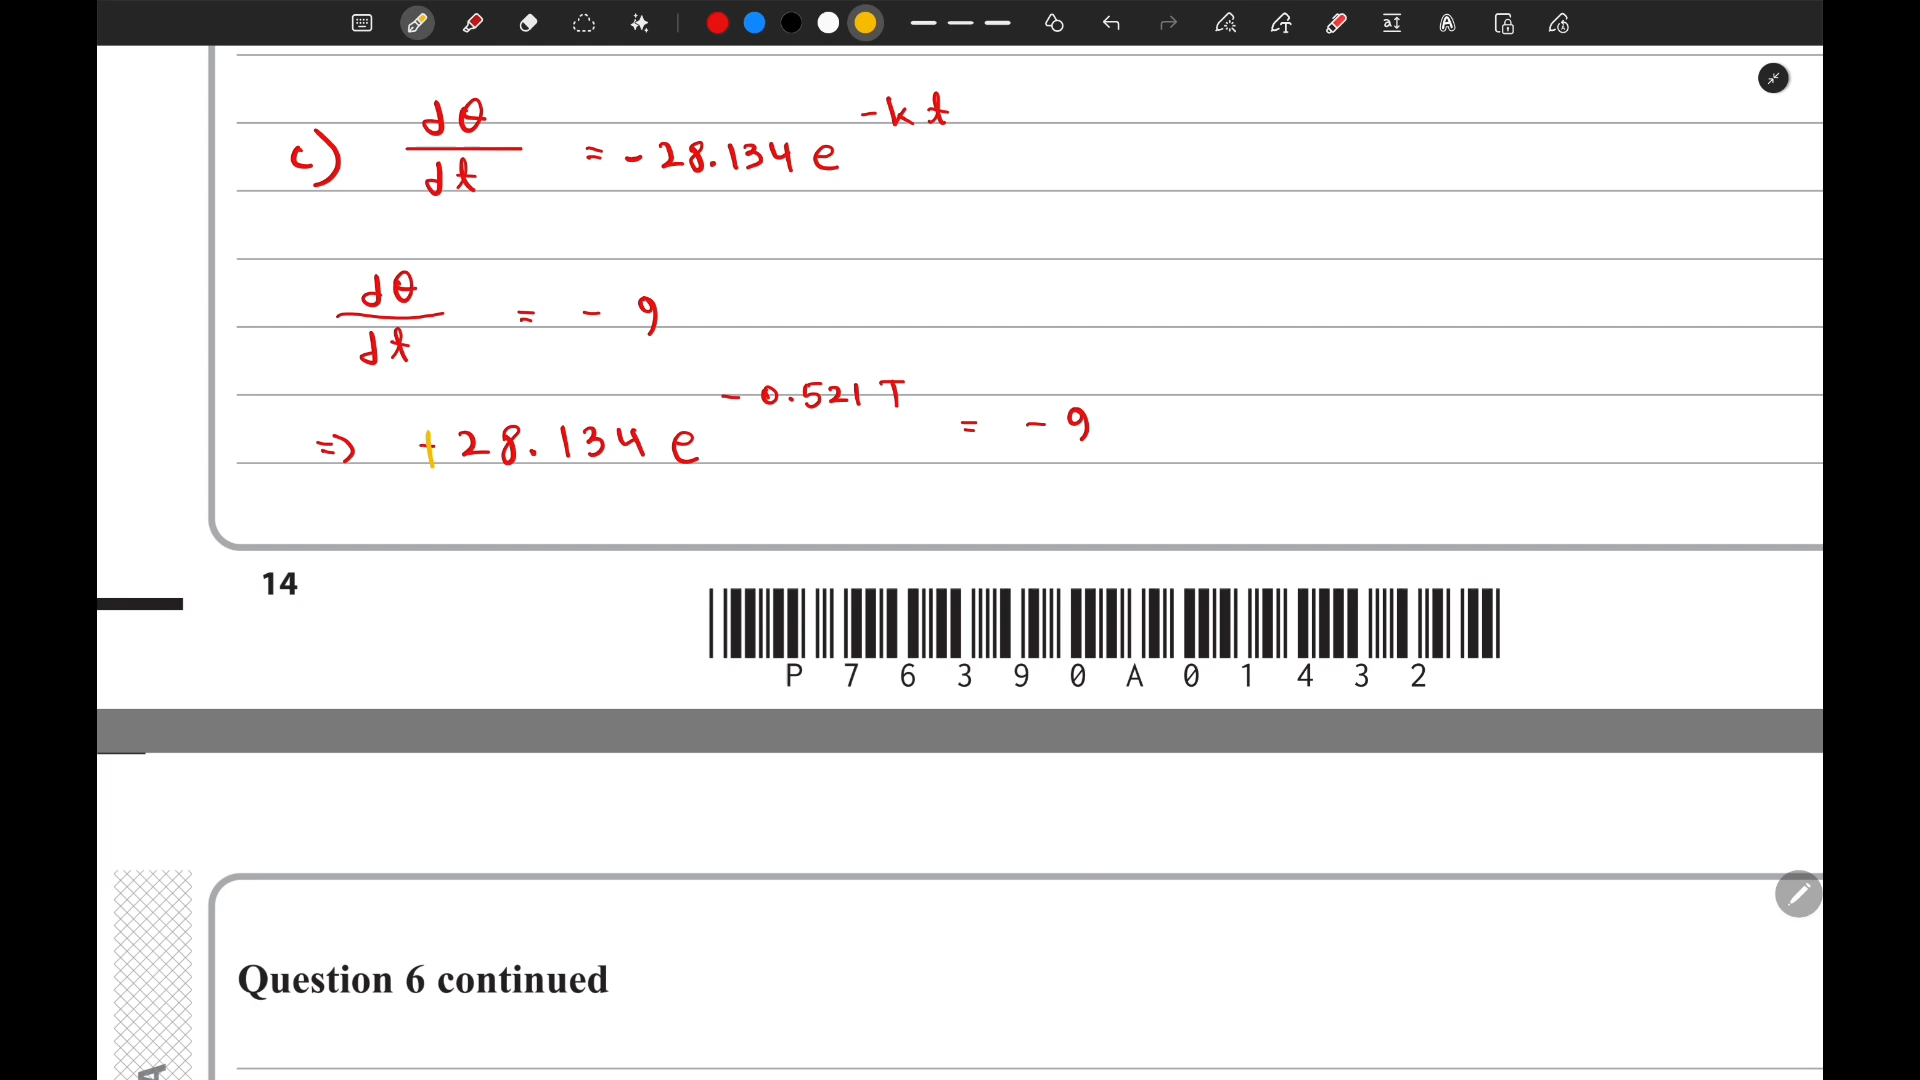 c) dθ/dt = - 28.134 e^(-kt)
dθ/dt = - 9
=> + 28.134 e^(- 0.521 T) = - 9
14
P 7 6 3 9 0 A 0 1 4 3 2
Question 6 continued